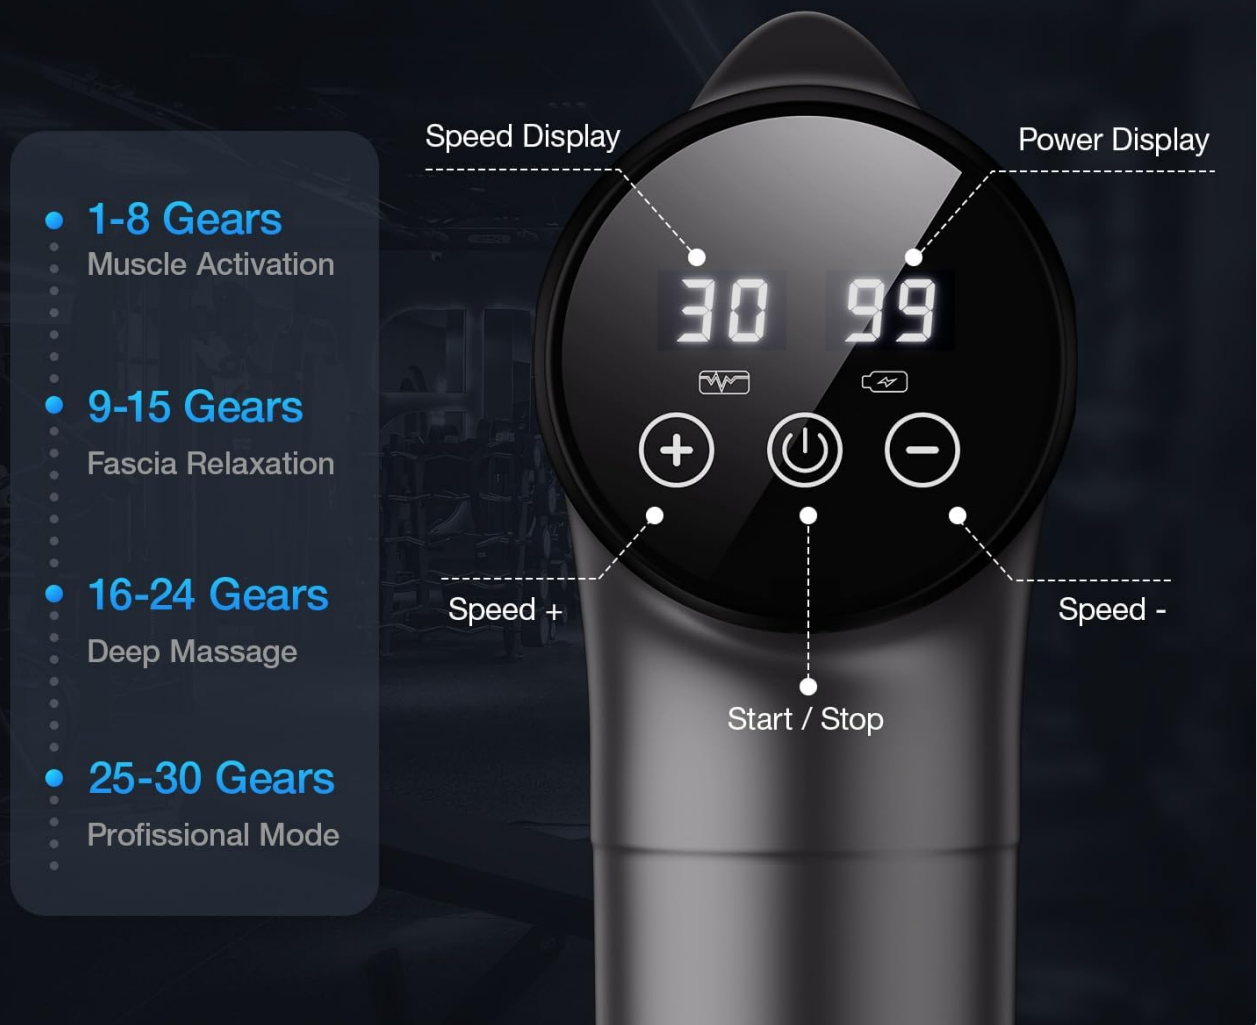 1-8 Gears
Muscle Activation
9-15 Gears
Fascia Relaxation
16-24 Gears
Deep Massage
25-30 Gears
Profissional Mode
Speed Display
Power Display
30
99
Speed +
Speed -
Start / Stop